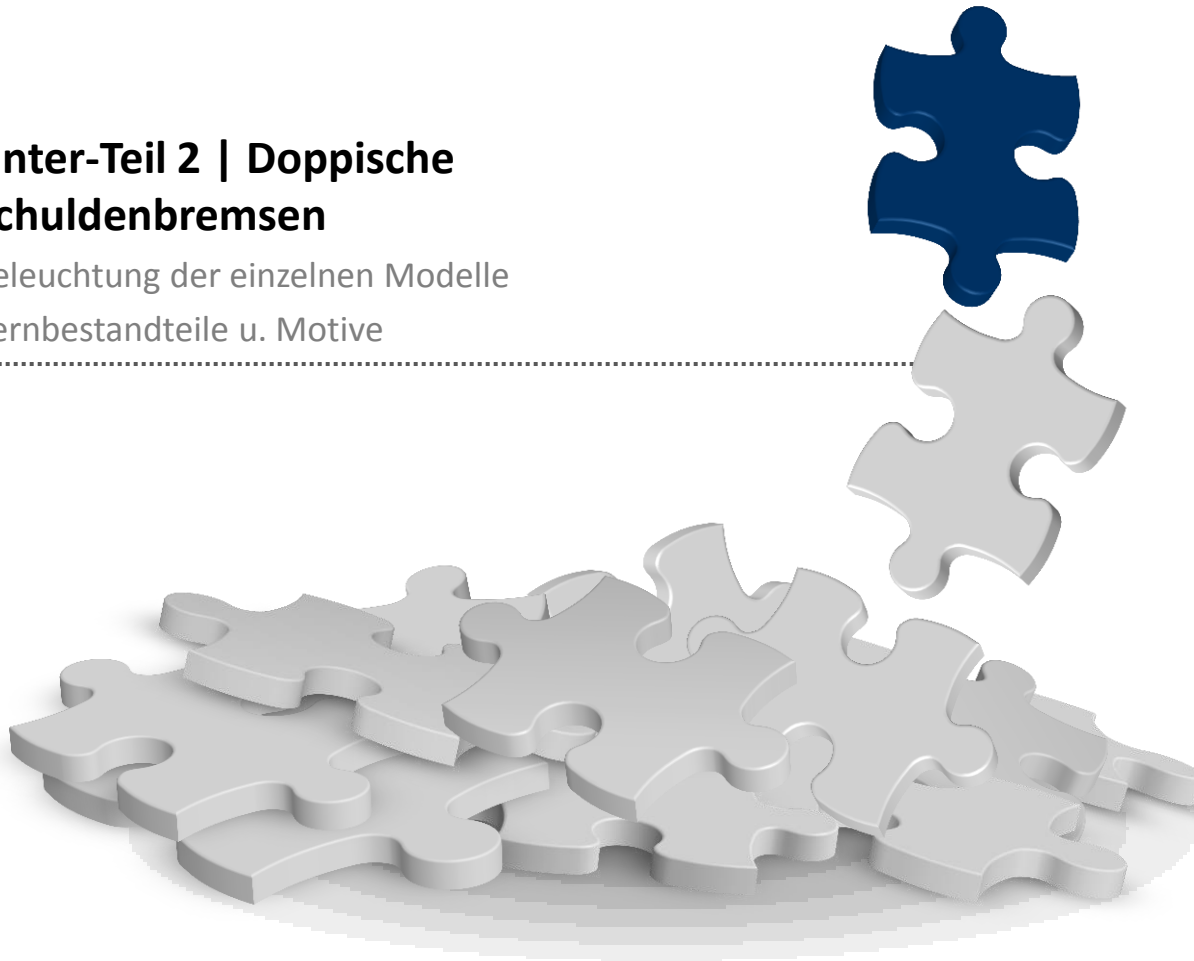 nter-Teil 2 | Doppische
chuldenbremsen
eleuchtung der einzelnen Modelle
ernbestandteile u. Motive